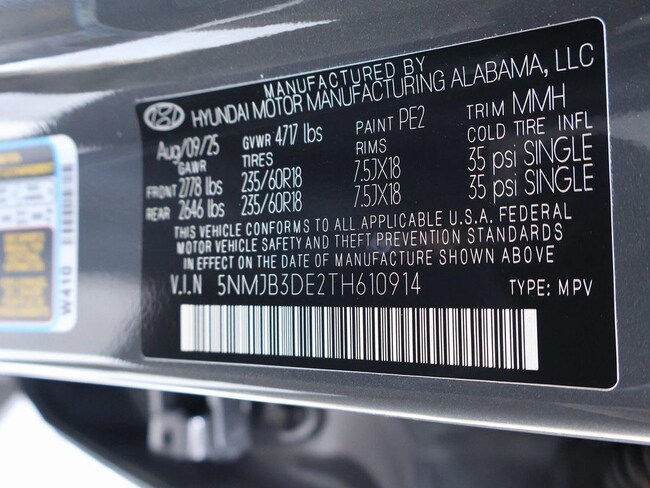 MANUFACTURED BY
HYUNDAI MOTOR MANUFACTURING ALABAMA, LLC
Aug/09/25 GVWR 4717 lbs PAINT PE2 TRIM MMH
GAWR TIRES RIMS COLD TIRE INFL
FRONT 2778 lbs 235/60R18 7.5JX18 35 psi SINGLE
REAR 2646 lbs 235/60R18 7.5JX18 35 psi SINGLE
THIS VEHICLE CONFORMS TO ALL APPLICABLE U.S.A. FEDERAL
MOTOR VEHICLE SAFETY AND THEFT PREVENTION STANDARDS
IN EFFECT ON THE DATE OF MANUFACTURE SHOWN ABOVE
V.I.N 5NMJB3DE2TH610914 TYPE: MPV
W410